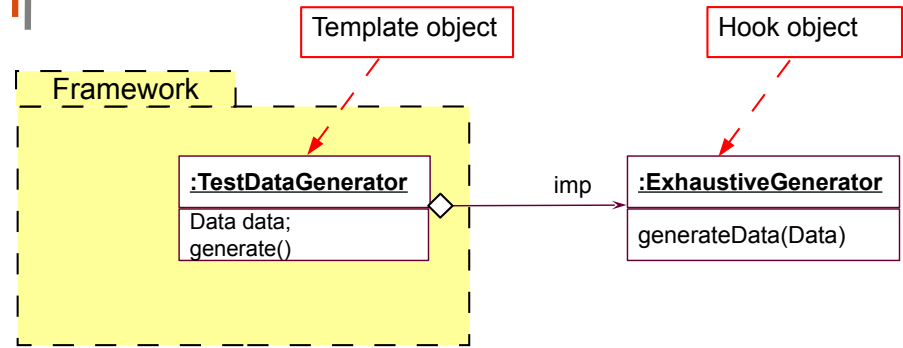 Template object
Hook object
Framework
:TestDataGenerator
imp
:ExhaustiveGenerator
Data data;
generate()
generateData(Data)